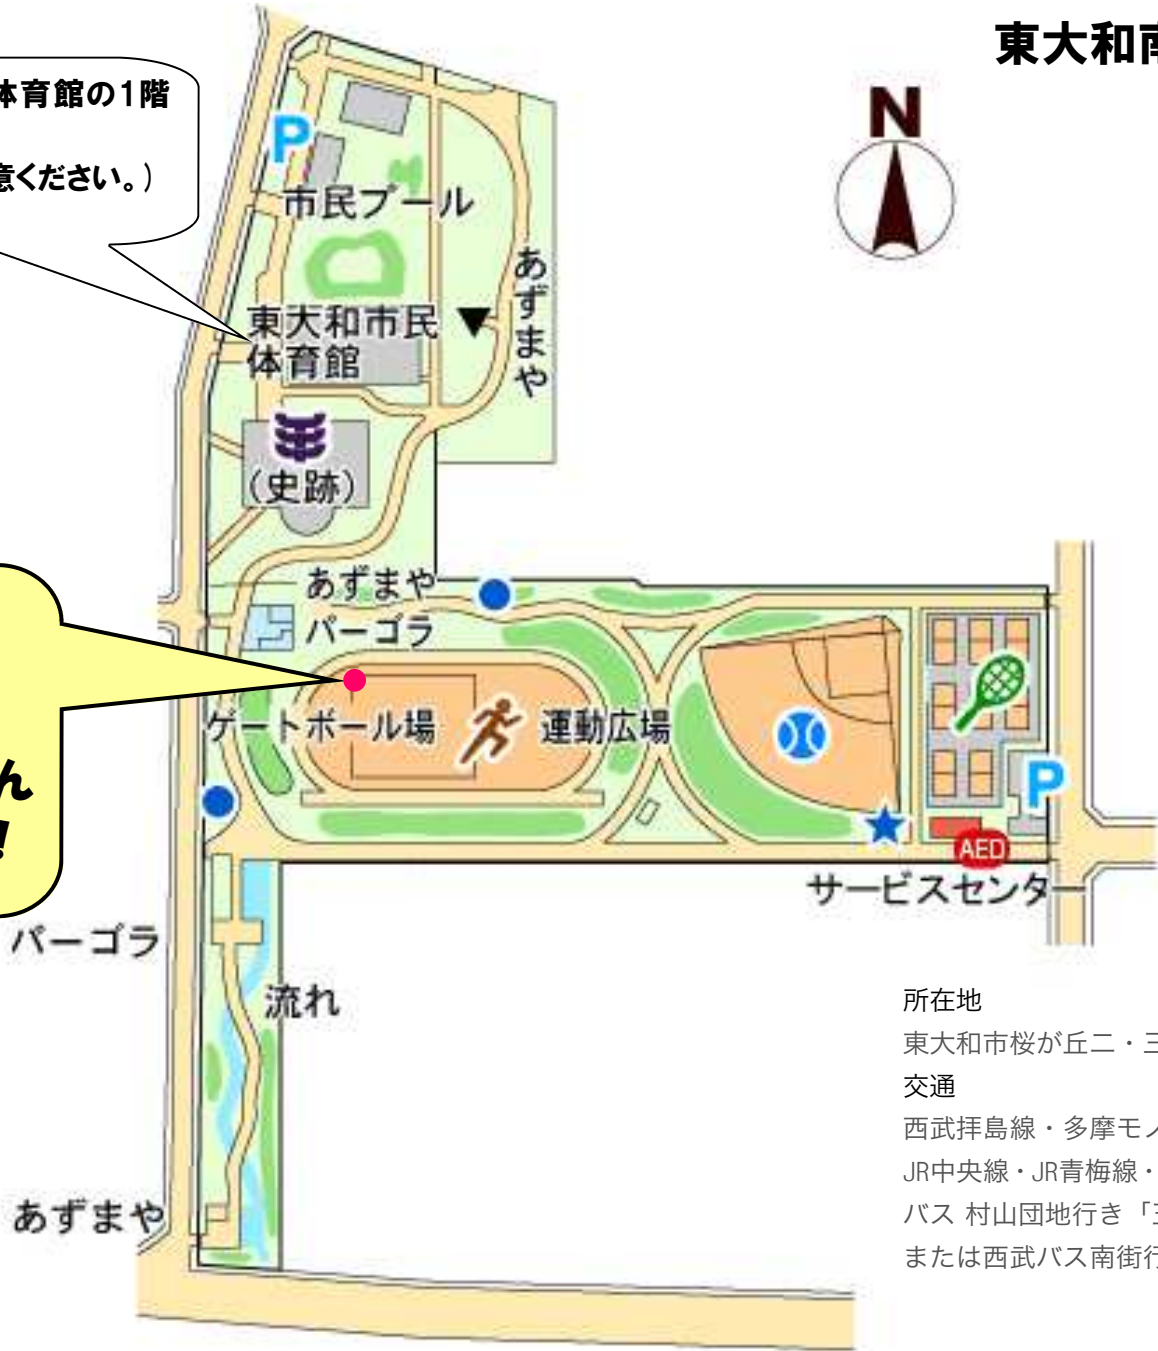 東大和南
体育館の1階
意ください。）
N
P
市民プール
あずまや
東大和市民
体育館
（史跡）
あずまや
パーゴラ
ゲートボール場
運動広場
ん
!
P
AED
サービスセンター
パーゴラ
流れ
あずまや
所在地
東大和市桜が丘二・三
交通
西武拝島線・多摩モノ
JR中央線・JR青梅線・
バス 村山団地行き「玉
または西武バス南街行